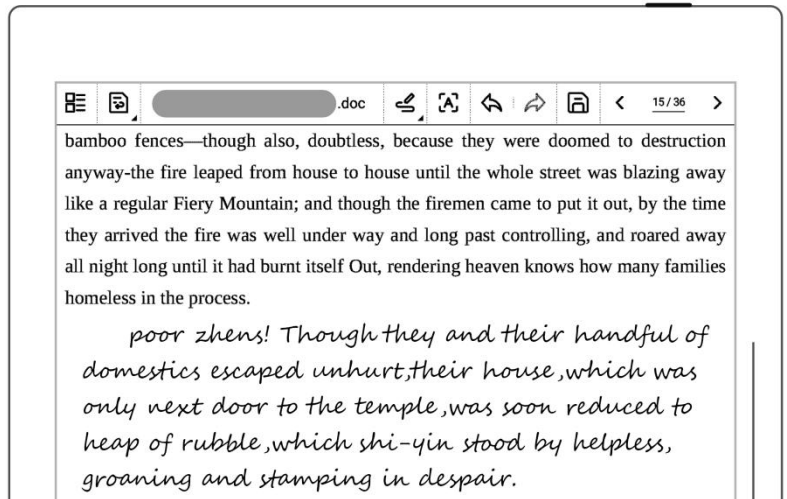 .doc
15/36
bamboo fences—though also, doubtless, because they were doomed to destruction
anyway-the fire leaped from house to house until the whole street was blazing away
like a regular Fiery Mountain; and though the firemen came to put it out, by the time
they arrived the fire was well under way and long past controlling, and roared away
all night long until it had burnt itself Out, rendering heaven knows how many families
homeless in the process.
poor zhens! Though they and their handful of
domestics escaped unhurt,their house,which was
only next door to the temple,was soon reduced to
heap of rubble,which shi-yin stood by helpless,
groaning and stamping in despair.